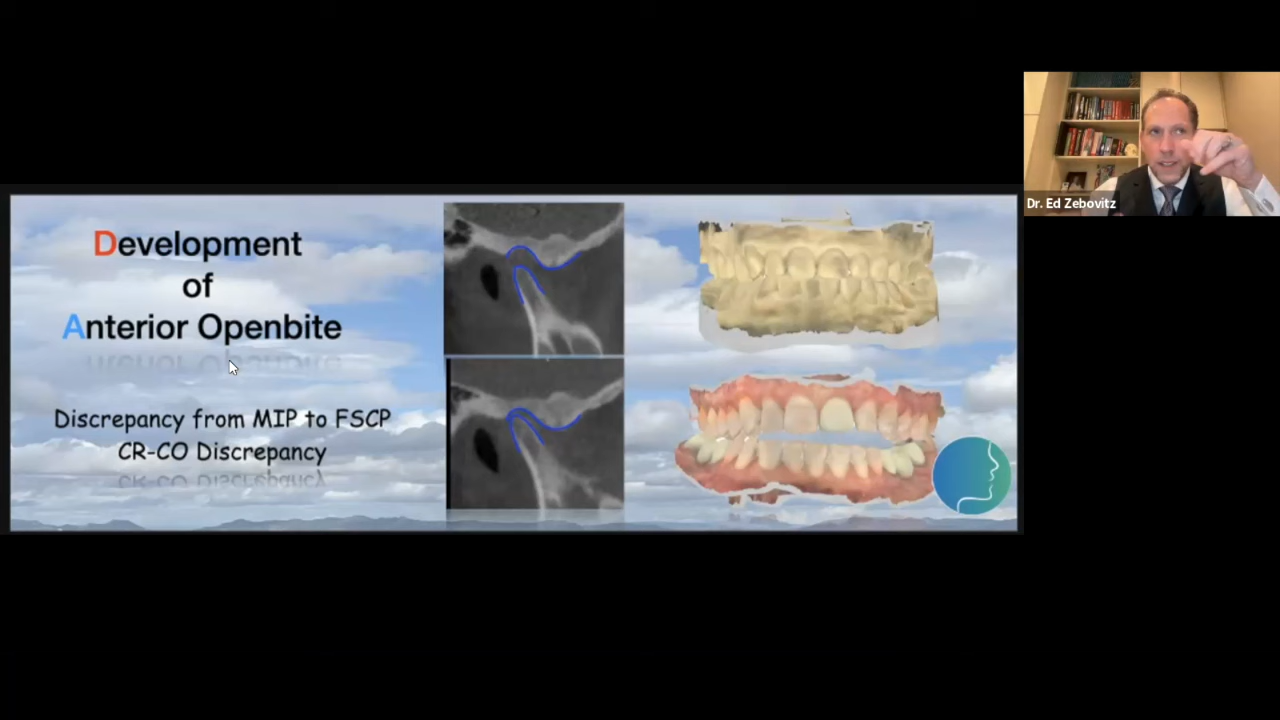 Development
of
Anterior Openbite
Discrepancy from MIP to FSCP
CR-CO Discrepancy
Dr. Ed Zebovitz